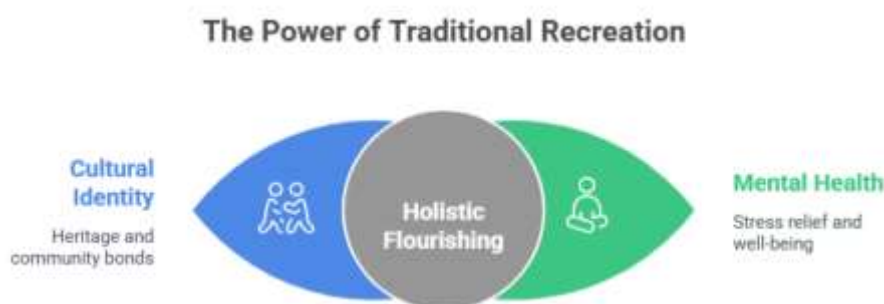 The Power of Traditional Recreation
Cultural
Identity
Heritage and
community bonds
Holistic
Flourishing
Mental Health
Stress relief and
well-being